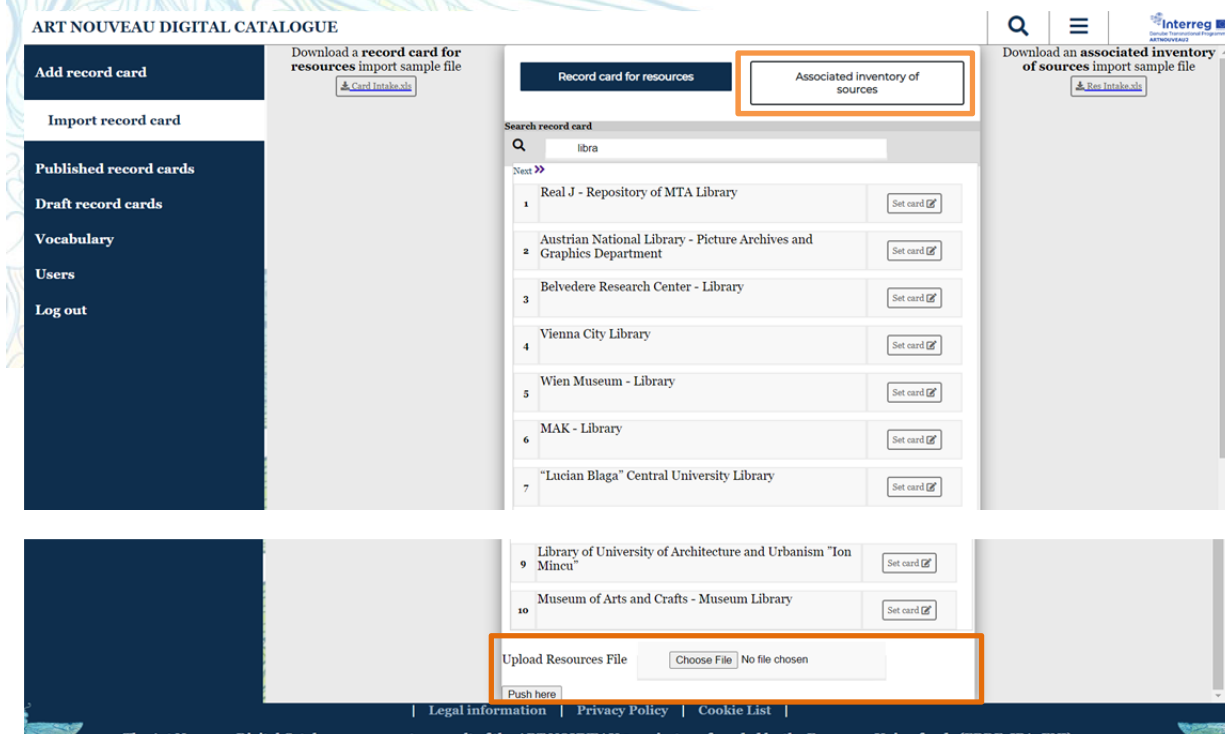 ART NOUVEAU DIGITAL CATALOGUE
Interreg
Danube Transnational Programme
ARTNOUVEAU2
Add record card
Import record card
Published record cards
Draft record cards
Vocabulary
Users
Log out
Download a record card for
resources import sample file
Card Intake.xls
Record card for resources
Associated inventory of
sources
Download an associated inventory
of sources import sample file
Res Intake.xls
Search record card
libra
Next
1 Real J - Repository of MTA Library Set card
2 Austrian National Library - Picture Archives and
Graphics Department Set card
3 Belvedere Research Center - Library Set card
4 Vienna City Library Set card
5 Wien Museum - Library Set card
6 MAK - Library Set card
7 “Lucian Blaga” Central University Library Set card
9 Library of University of Architecture and Urbanism "Ion
Mincu" Set card
10 Museum of Arts and Crafts - Museum Library Set card
Upload Resources File Choose File No file chosen
Push here
| Legal information | Privacy Policy | Cookie List |